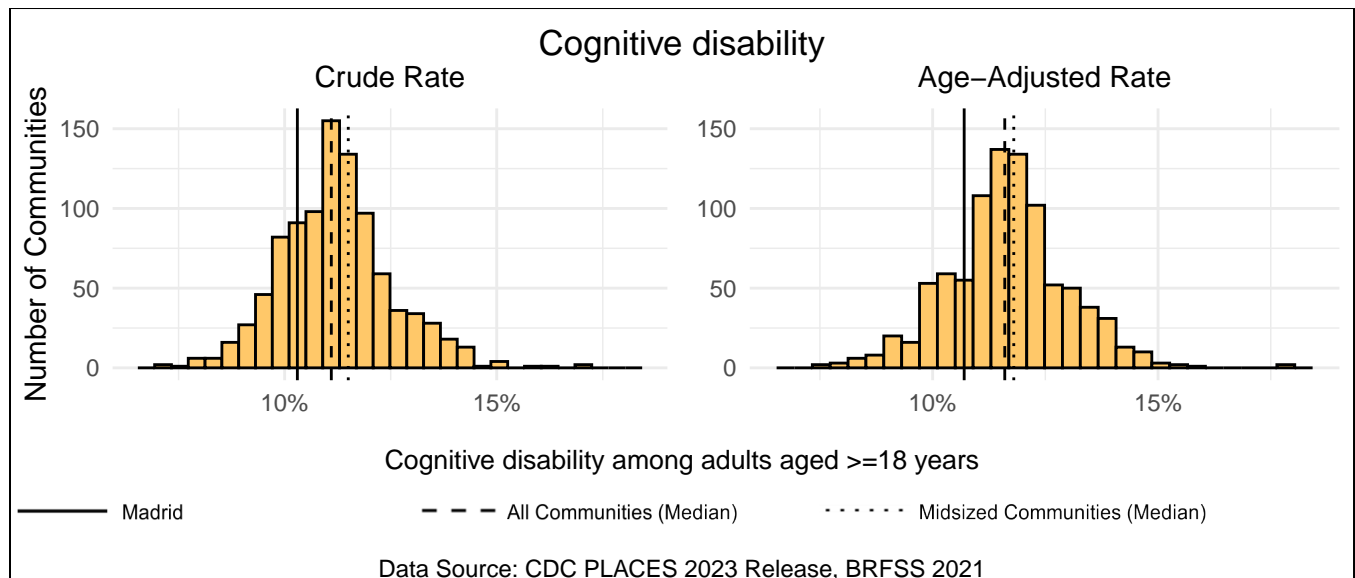 Cognitive disability
Crude Rate
Age−Adjusted Rate
Number of Communities
150
100
50
0
10%
15%
150
100
50
0
10%
15%
Cognitive disability among adults aged >=18 years
Madrid
All Communities (Median)
Midsized Communities (Median)
Data Source: CDC PLACES 2023 Release, BRFSS 2021